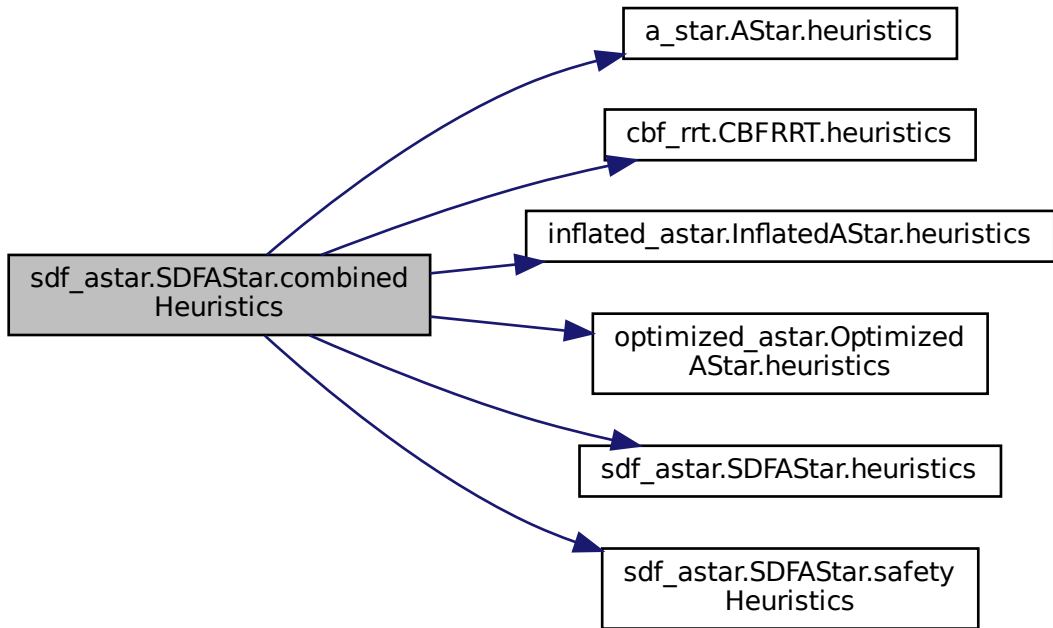 a_star.AStar.heuristics
cbf_rrt.CBFRRT.heuristics
inflated_astar.InflatedAStar.heuristics
sdf_astar.SDFAStar.combined
Heuristics
optimized_astar.Optimized
AStar.heuristics
sdf_astar.SDFAStar.heuristics
sdf_astar.SDFAStar.safety
Heuristics